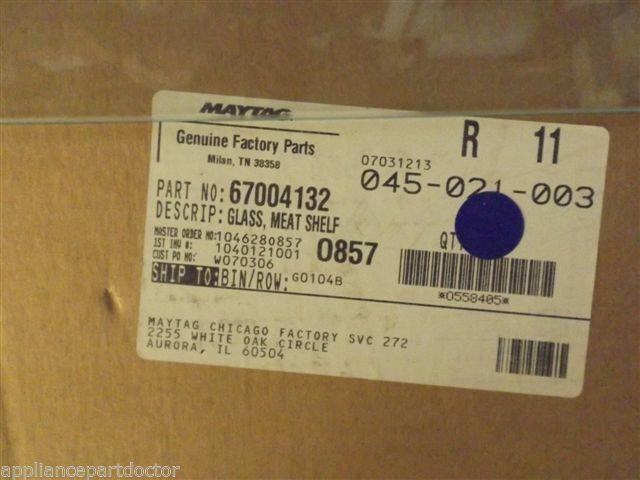 MAYTAG
R 11
Genuine Factory Parts
Milan, TN 38358
07031213
045-021-003
PART NO: 67004132
DESCRIP: GLASS, MEAT SHELF
MASTER ORDER NO: 1046280857
0857
QTY
1ST INV #: 1040121001
CUST PO NO: W070306
SHIP TO: BIN/ROW: G0104B
*0558405*
MAYTAG CHICAGO FACTORY SVC 272
2255 WHITE OAK CIRCLE
AURORA, IL 60504
© SSE
appliancepartdoctor